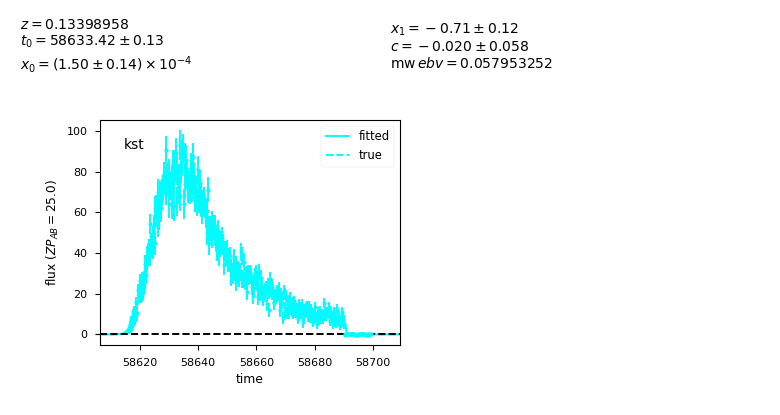 z = 0.13398958
t₀ = 58633.42 ± 0.13
x₀ = (1.50 ± 0.14) × 10⁻⁴
x₁ = −0.71 ± 0.12
c = −0.020 ± 0.058
mw ebv = 0.057953252
kst
fitted
true
flux (ZP_AB = 25.0)
100
80
60
40
20
0
58620 58640 58660 58680 58700
time